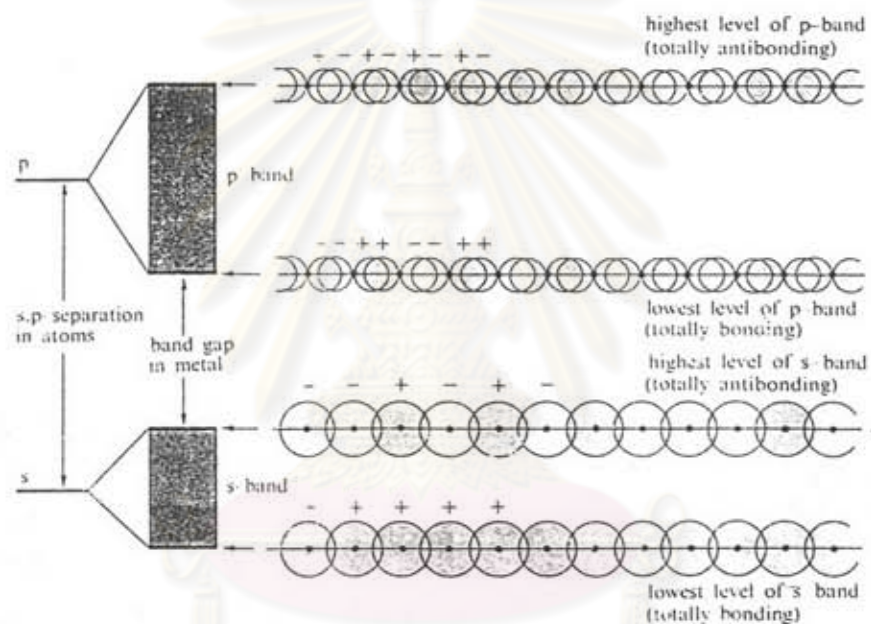 highest level of p-band
(totally antibonding)
- - + - + - + -
p
p band
- - + + - - + +
s,p- separation
in atoms
band gap
in metal
lowest level of p-band
(totally bonding)
highest level of s-band
(totally antibonding)
- - + - + -
s
s-band
- + + + +
lowest level of s band
(totally bonding)